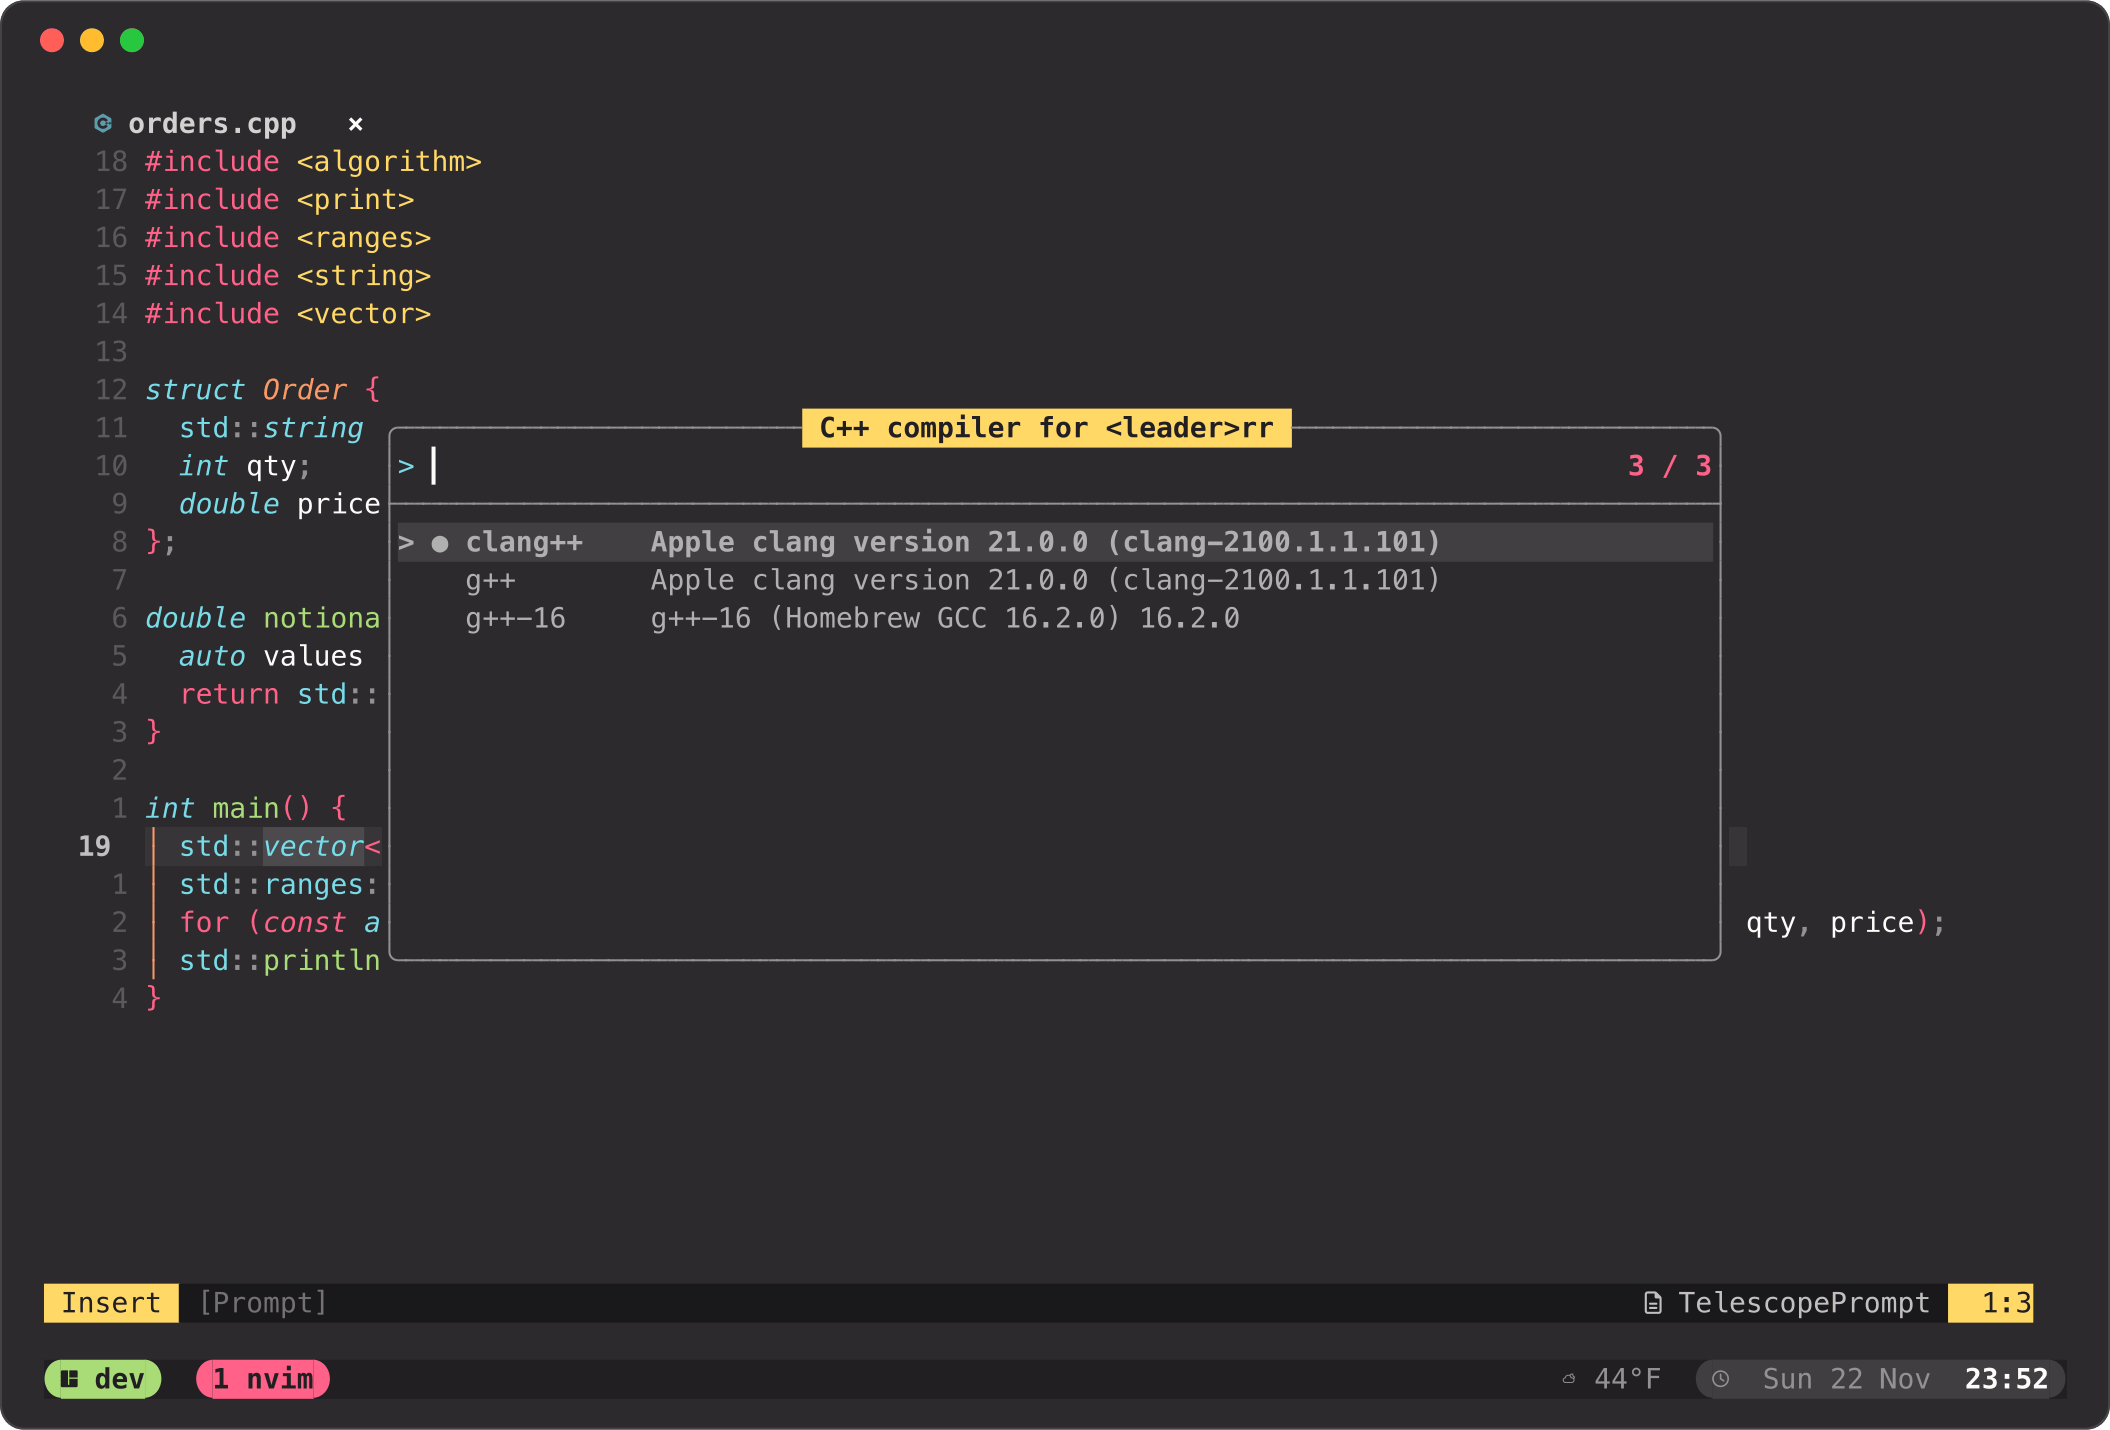 orders.cpp ×
18 #include <algorithm>
17 #include <print>
16 #include <ranges>
15 #include <string>
14 #include <vector>
13
12 struct Order {
11 std::string
C++ compiler for <leader>rr
10 int qty;
> 3 / 3
9 double price
8 };
> ● clang++ Apple clang version 21.0.0 (clang-2100.1.1.101)
7
g++ Apple clang version 21.0.0 (clang-2100.1.1.101)
6 double notiona
g++-16 g++-16 (Homebrew GCC 16.2.0) 16.2.0
5 auto values
4 return std::
3 }
2
1 int main() {
19 std::vector<
1 std::ranges:
2 for (const a qty, price);
3 std::println
4 }
Insert [Prompt] TelescopePrompt 1:3
dev 1 nvim 44°F Sun 22 Nov 23:52